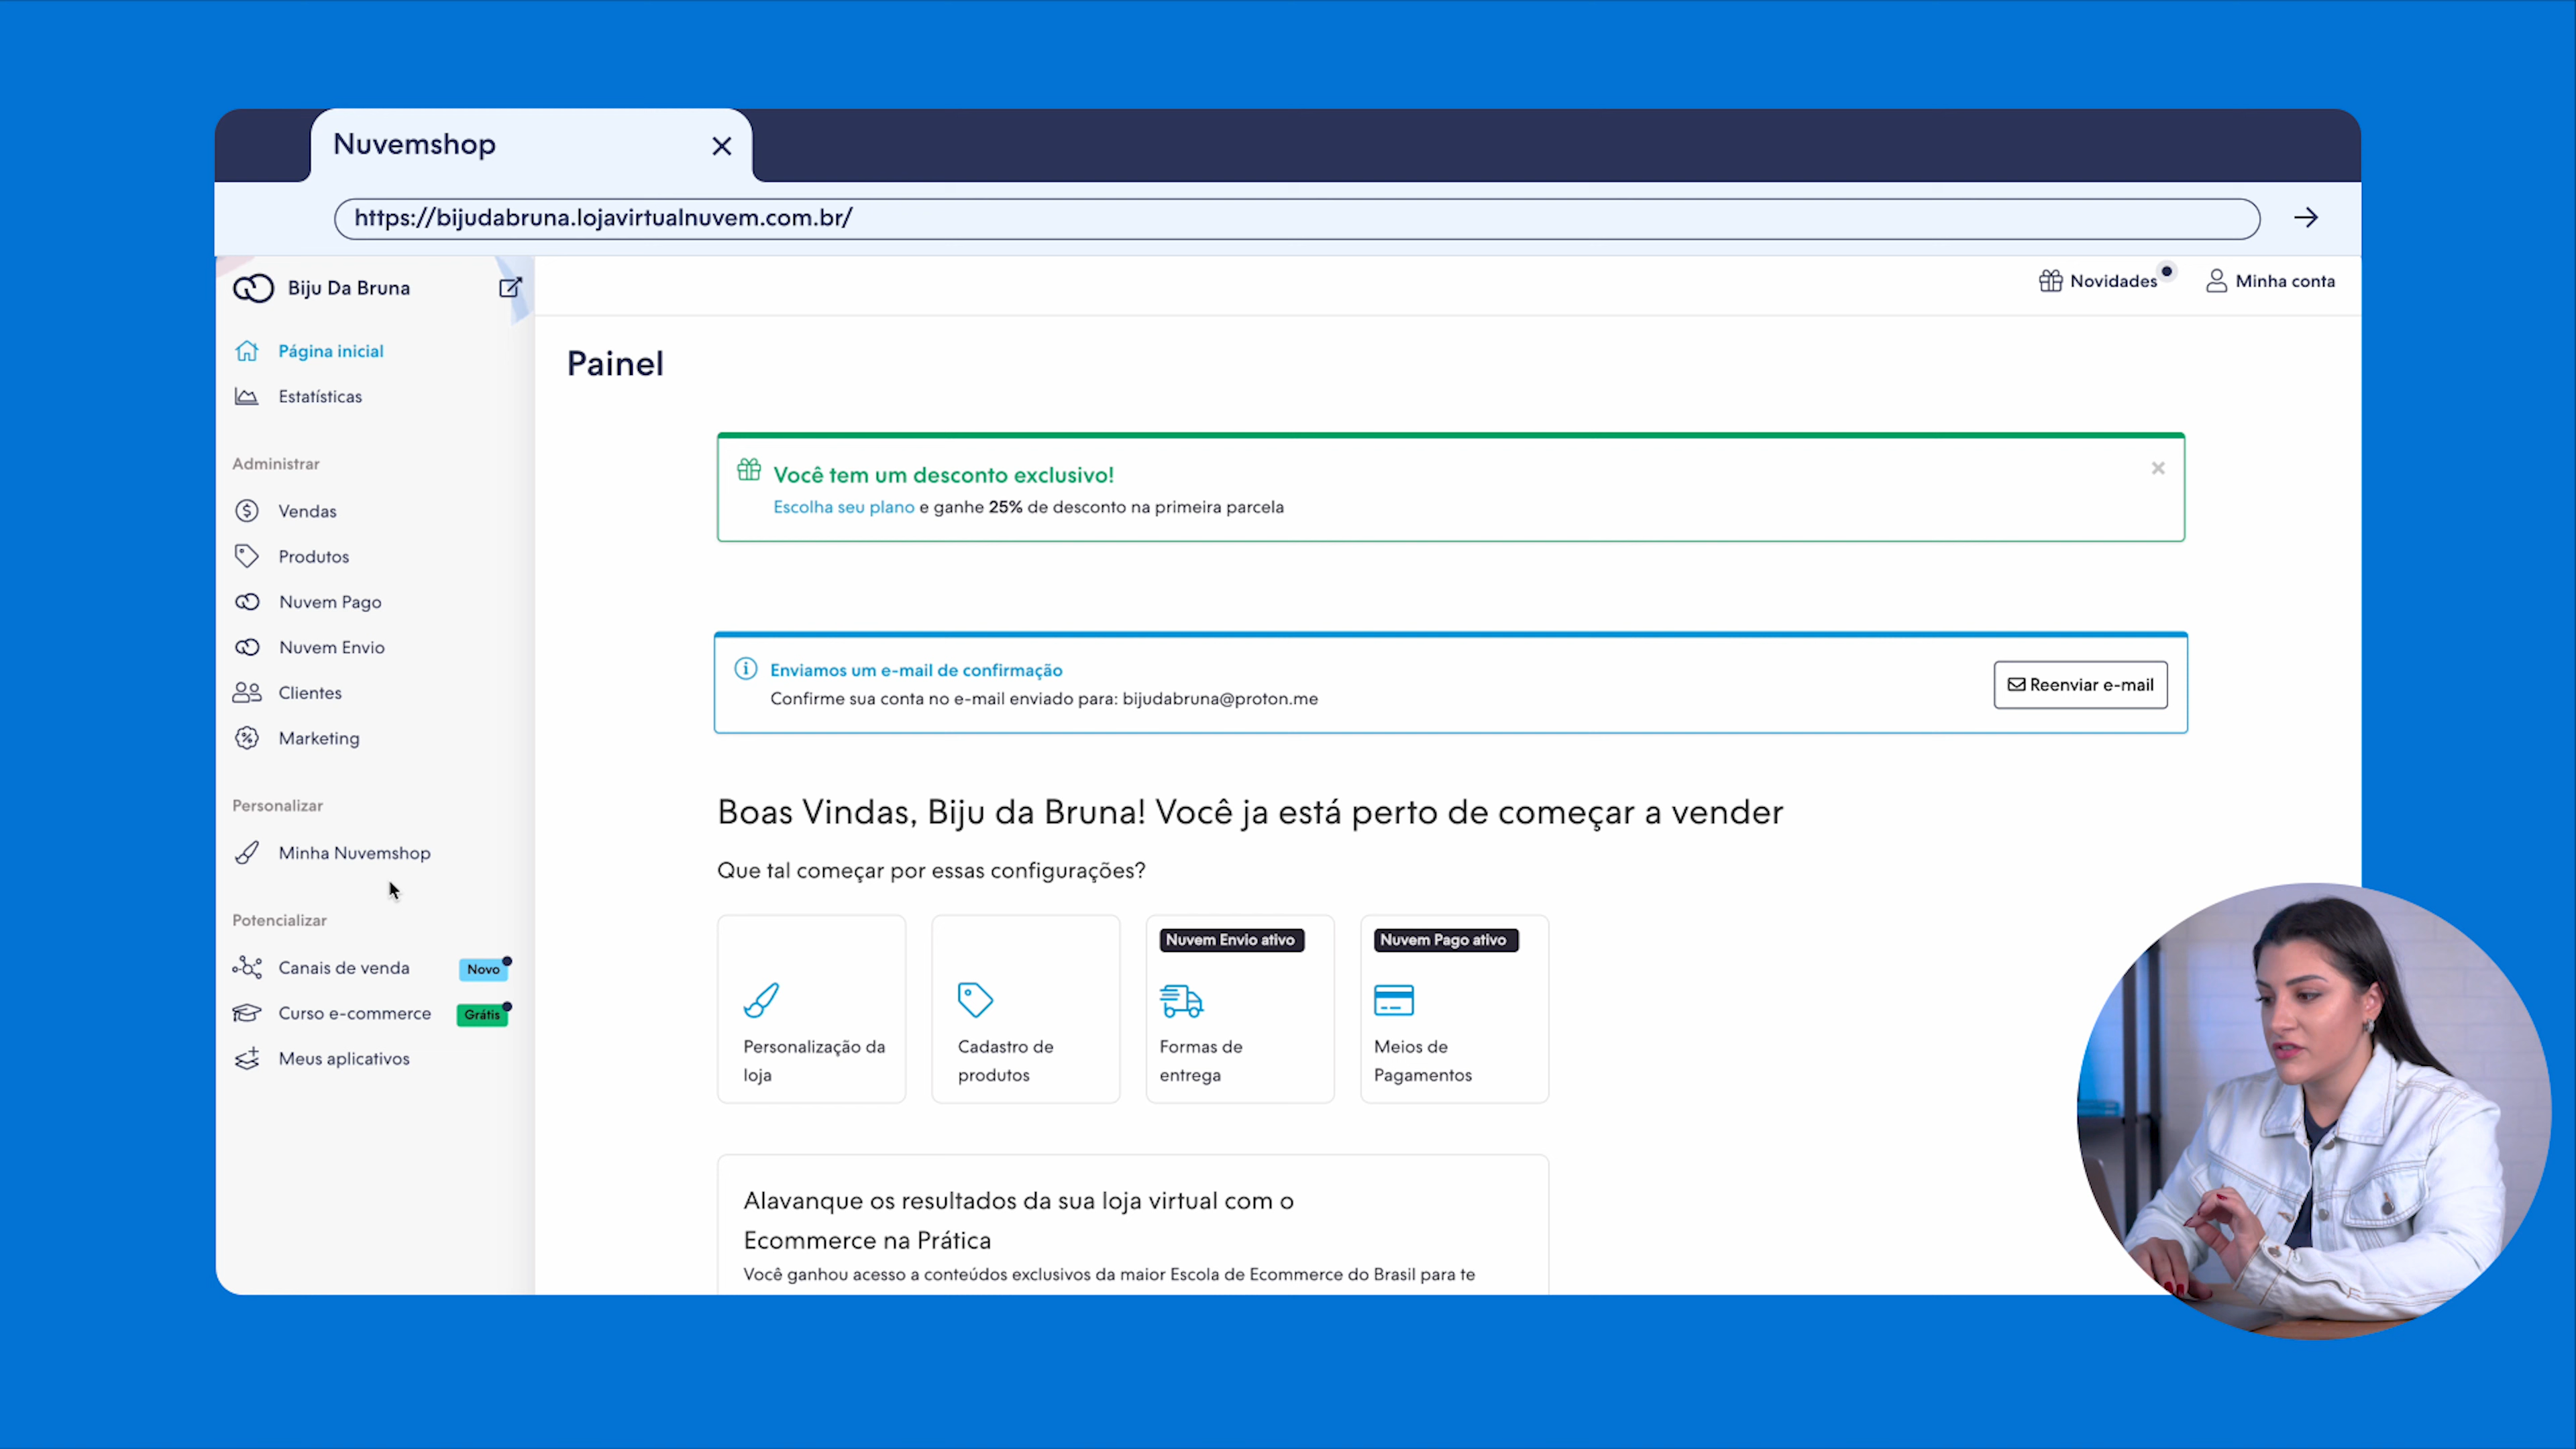 Nuvemshop
https://bijudabruna.lojavirtualnuvem.com.br/
Biju Da Bruna
Novidades
Minha conta
Página inicial
Estatísticas
Administrar
Vendas
Produtos
Nuvem Pago
Nuvem Envio
Clientes
Marketing
Personalizar
Minha Nuvemshop
Potencializar
Canais de venda
Novo
Curso e-commerce
Grátis
Meus aplicativos
Painel
Você tem um desconto exclusivo!
Escolha seu plano e ganhe 25% de desconto na primeira parcela
Enviamos um e-mail de confirmação
Confirme sua conta no e-mail enviado para: bijudabruna@proton.me
Reenviar e-mail
Boas Vindas, Biju da Bruna! Você ja está perto de começar a vender
Que tal começar por essas configurações?
Personalização da
loja
Cadastro de
produtos
Nuvem Envio ativo
Formas de
entrega
Nuvem Pago ativo
Meios de
Pagamentos
Alavanque os resultados da sua loja virtual com o
Ecommerce na Prática
Você ganhou acesso a conteúdos exclusivos da maior Escola de Ecommerce do Brasil para te